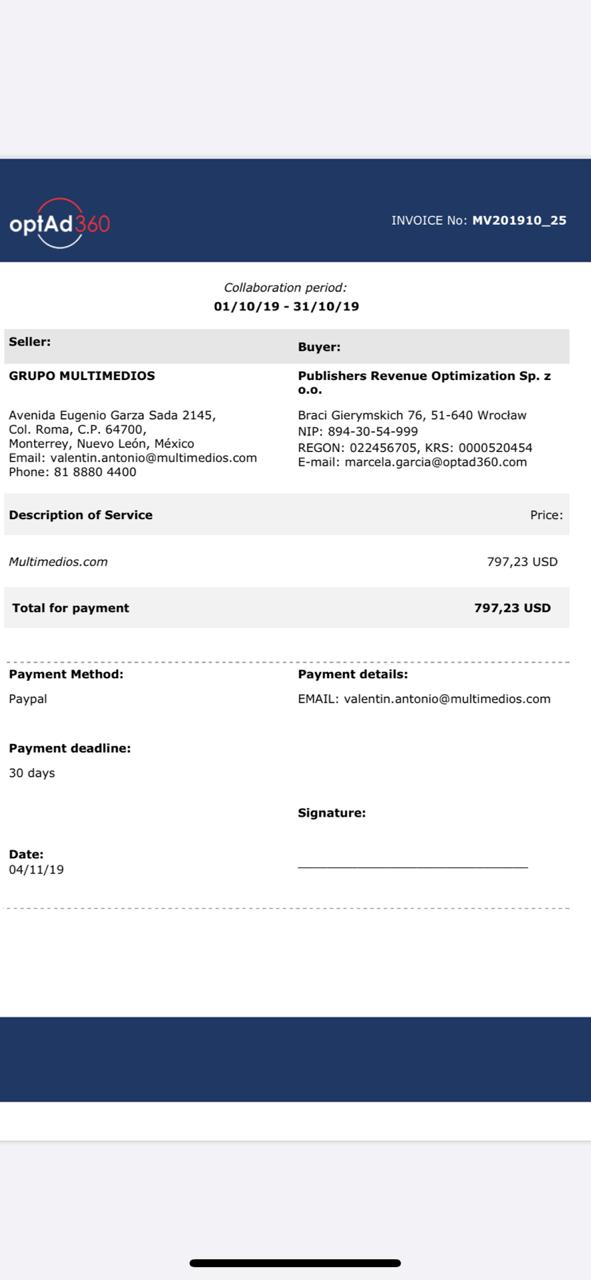 optAd360
INVOICE No: MV201910_25
Collaboration period:
01/10/19 - 31/10/19
Seller:
Buyer:
GRUPO MULTIMEDIOS
Publishers Revenue Optimization Sp. z
o.o.
Avenida Eugenio Garza Sada 2145,
Col. Roma, C.P. 64700,
Monterrey, Nuevo León, México
Email: valentin.antonio@multimedios.com
Phone: 81 8880 4400
Braci Gierymskich 76, 51-640 Wrocław
NIP: 894-30-54-999
REGON: 022456705, KRS: 0000520454
E-mail: marcela.garcia@optad360.com
Description of Service
Price:
Multimedios.com
797,23 USD
Total for payment
797,23 USD
Payment Method:
Payment details:
Paypal
EMAIL: valentin.antonio@multimedios.com
Payment deadline:
30 days
Signature:
Date:
04/11/19